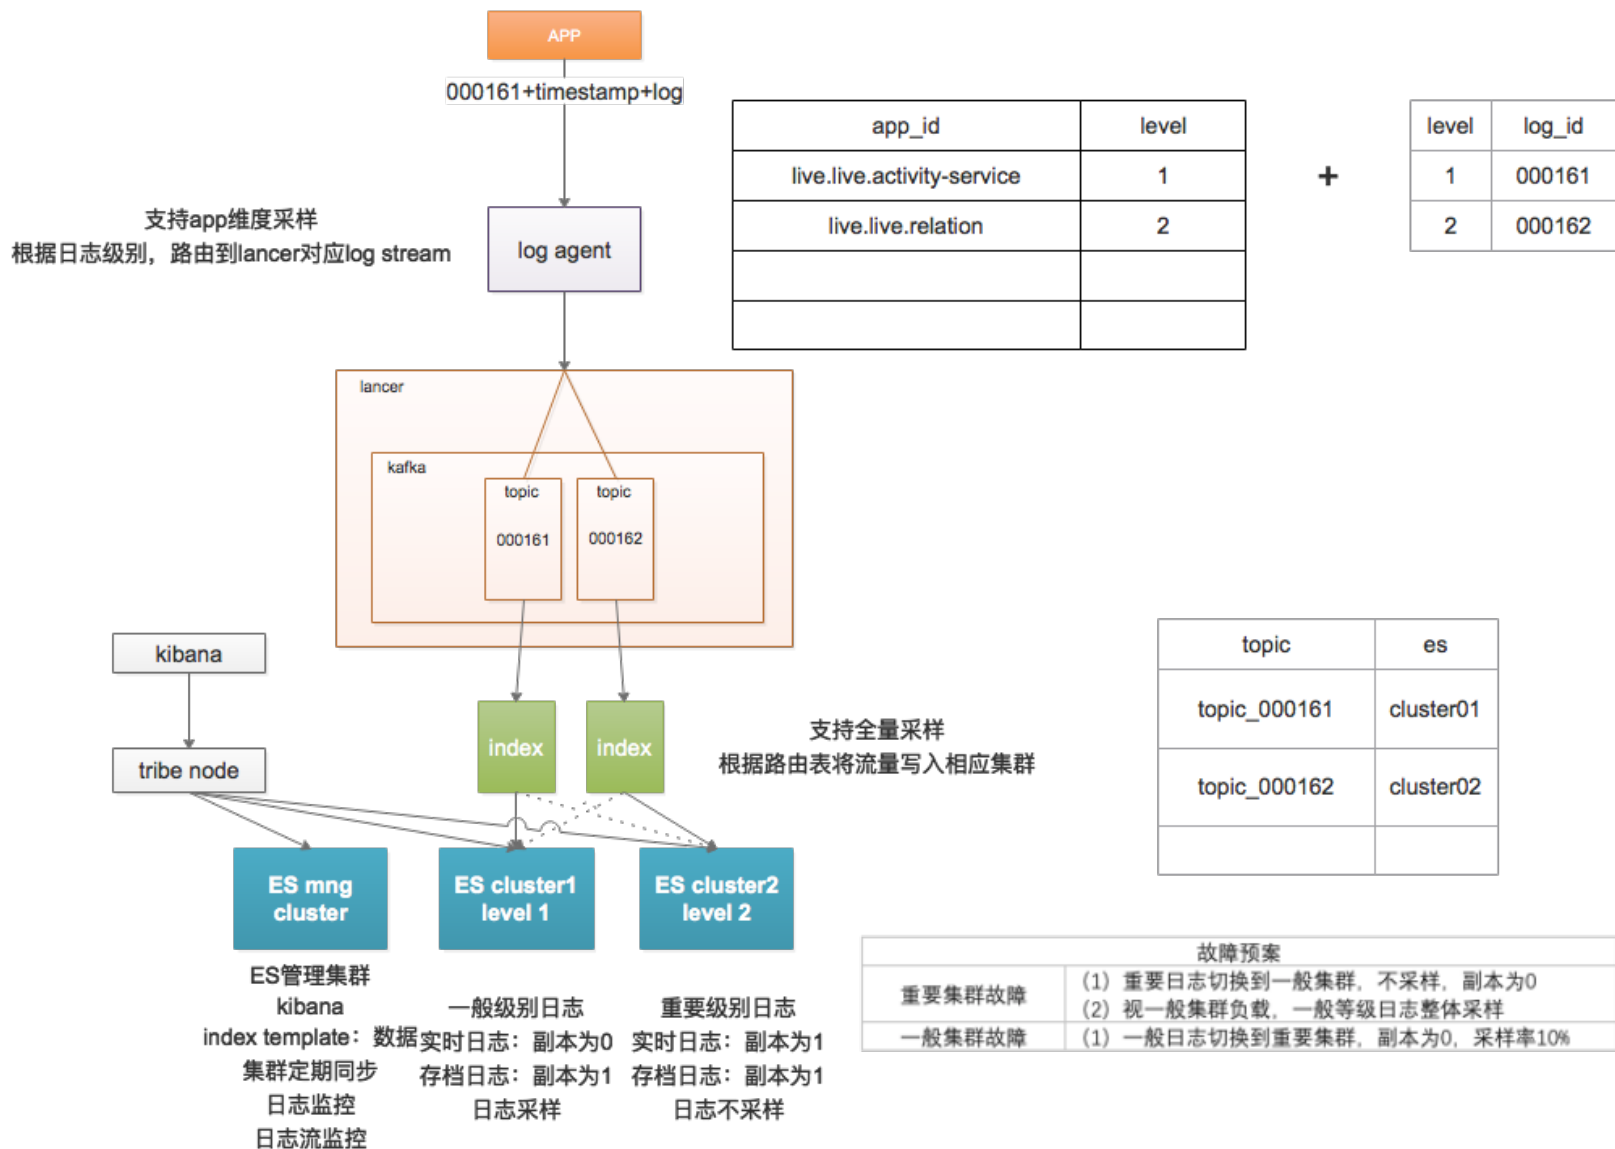 APP
000161+timestamp+log
app_id level
live.live.activity-service 1
live.live.relation 2
+
level log_id
1 000161
2 000162
支持app维度采样
根据日志级别，路由到lancer对应log stream
log agent
lancer
kafka
topic
000161
topic
000162
kibana
tribe node
index
index
支持全量采样
根据路由表将流量写入相应集群
topic es
topic_000161 cluster01
topic_000162 cluster02
ES mng
cluster
ES cluster1
level 1
ES cluster2
level 2
ES管理集群
kibana
index template：数据
集群定期同步
日志监控
日志流监控
一般级别日志
实时日志：副本为0
存档日志：副本为1
日志采样
重要级别日志
实时日志：副本为1
存档日志：副本为1
日志不采样
故障预案
重要集群故障
（1）重要日志切换到一般集群，不采样，副本为0
（2）视一般集群负载，一般等级日志整体采样
一般集群故障
（1）一般日志切换到重要集群，副本为0，采样率10%